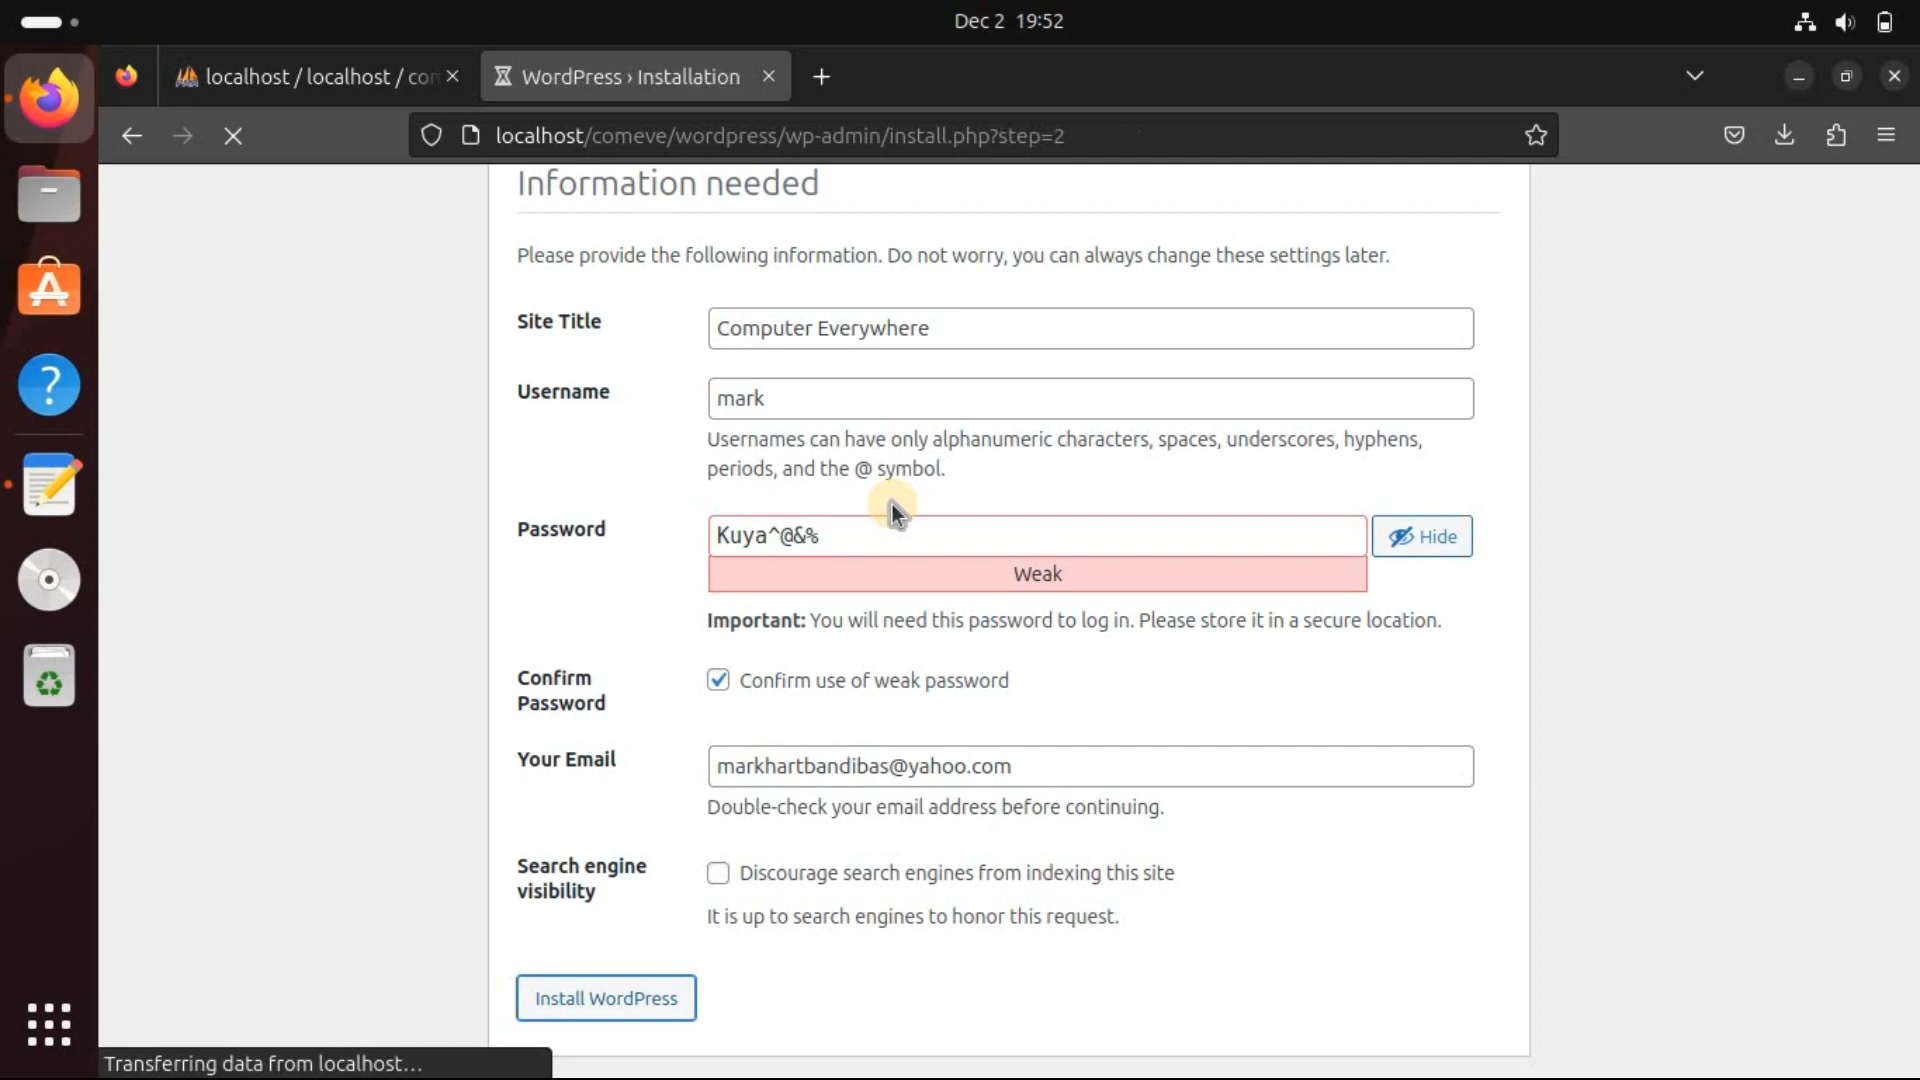 Dec 2 19:52
localhost / localhost / con
WordPress › Installation
localhost/comeve/wordpress/wp-admin/install.php?step=2
Information needed
Please provide the following information. Do not worry, you can always change these settings later.
Site Title
Computer Everywhere
Username
mark
Usernames can have only alphanumeric characters, spaces, underscores, hyphens,
periods, and the @ symbol.
Password
Kuya^@&%
Hide
Weak
Important: You will need this password to log in. Please store it in a secure location.
Confirm
Password
Confirm use of weak password
Your Email
markhartbandibas@yahoo.com
Double-check your email address before continuing.
Search engine
visibility
Discourage search engines from indexing this site
It is up to search engines to honor this request.
Install WordPress
Transferring data from localhost...